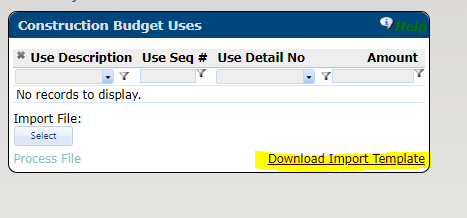 Construction Budget Uses Help
Use Description Use Seq # Use Detail No Amount
No records to display.
Import File:
Select
Process File Download Import Template